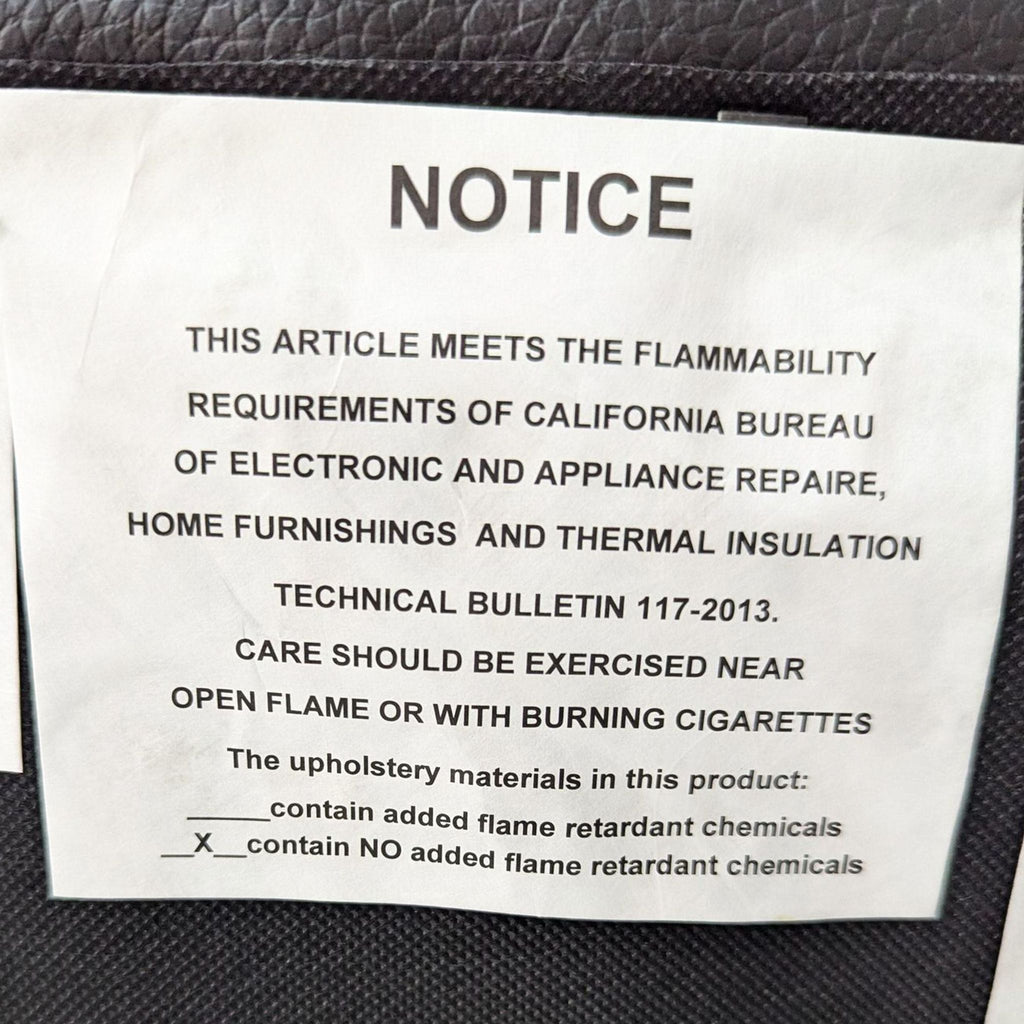 NOTICE
THIS ARTICLE MEETS THE FLAMMABILITY
REQUIREMENTS OF CALIFORNIA BUREAU
OF ELECTRONIC AND APPLIANCE REPAIRE,
HOME FURNISHINGS  AND THERMAL INSULATION
TECHNICAL BULLETIN 117-2013.
CARE SHOULD BE EXERCISED NEAR
OPEN FLAME OR WITH BURNING CIGARETTES
The upholstery materials in this product:
______contain added flame retardant chemicals
__X__contain NO added flame retardant chemicals